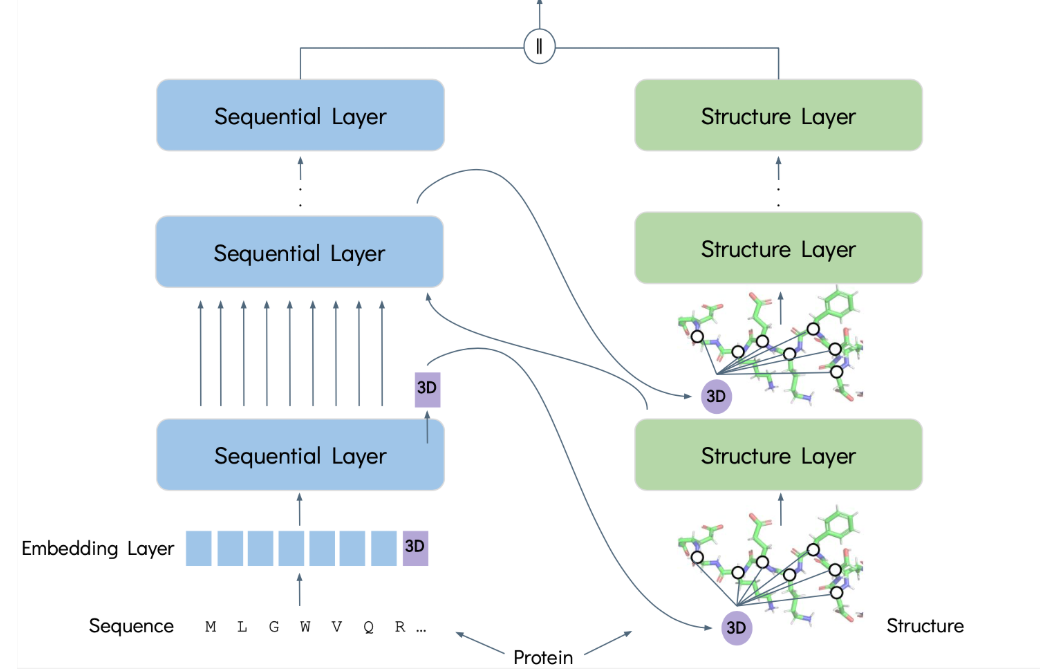 ||
Sequential Layer
Structure Layer
Sequential Layer
Structure Layer
3D
3D
Sequential Layer
Structure Layer
Embedding Layer
3D
Sequence
M L G W V Q R ...
3D
Structure
Protein